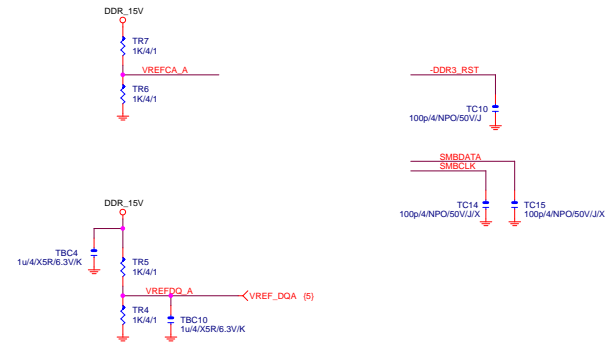 DDR_15V
TR7
1K/4/1
VREFCA_A
TR6
1K/4/1
-DDR3_RST
TC10
100p/4/NPO/50V/J
SMBDATA
SMBCLK
TC14
100p/4/NPO/50V/J/X
TC15
100p/4/NPO/50V/J/X
DDR_15V
TBC4
1u/4/X5R/6.3V/K
TR5
1K/4/1
VREFDQ_A
VREF_DQA {5}
TR4
1K/4/1
TBC10
1u/4/X5R/6.3V/K